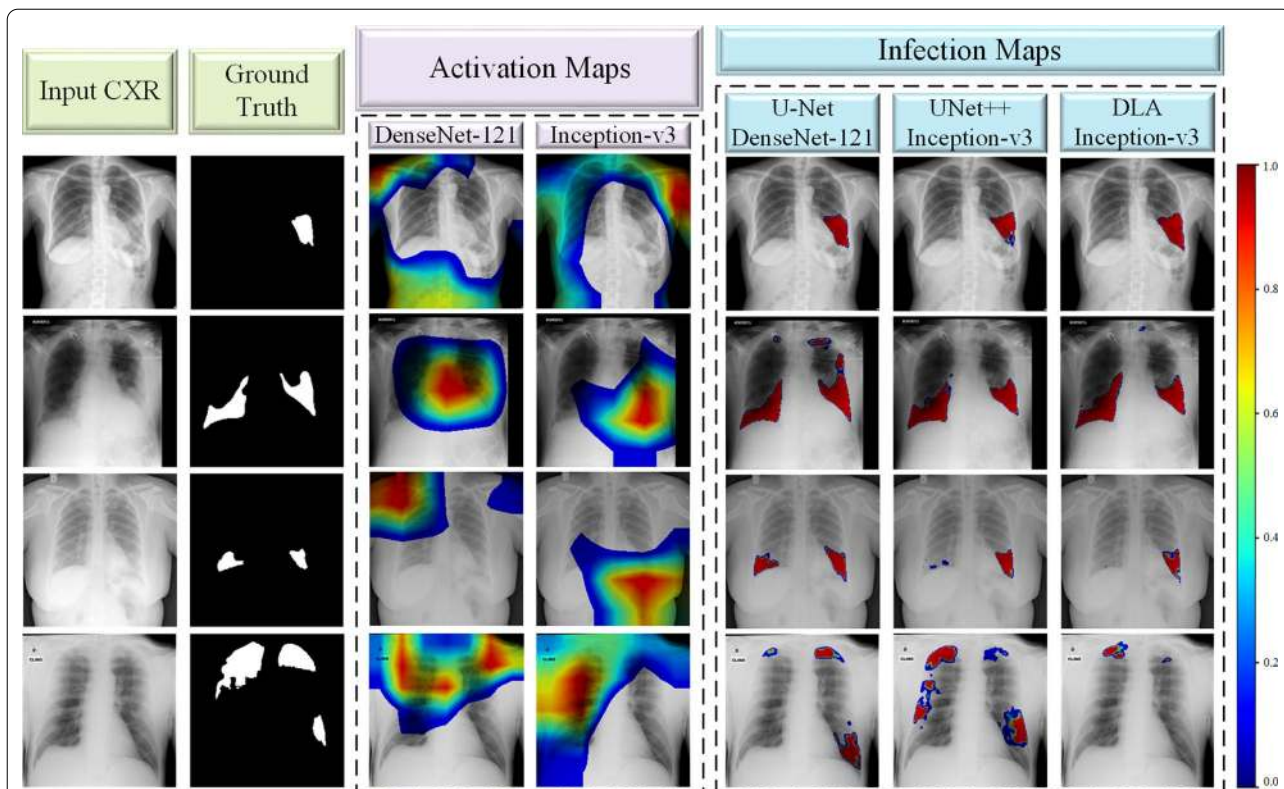 Input CXR
Ground
Truth
Activation Maps
Infection Maps
DenseNet-121
Inception-v3
U-Net
DenseNet-121
UNet++
Inception-v3
DLA
Inception-v3
1.0
0.8
0.6
0.4
0.2
0.0